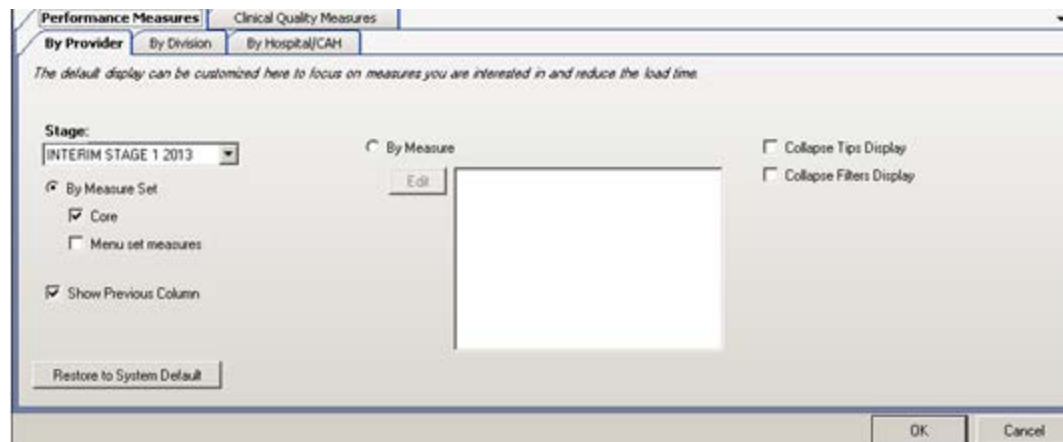 Performance Measures Clinical Quality Measures
By Provider By Division By Hospital/CAH
The default display can be customized here to focus on measures you are interested in and reduce the load time.
Stage:
INTERIM STAGE 1 2013
By Measure Set
Core
Menu set measures
Show Previous Column
Restore to System Default
By Measure
Edit
Collapse Tips Display
Collapse Filters Display
OK Cancel